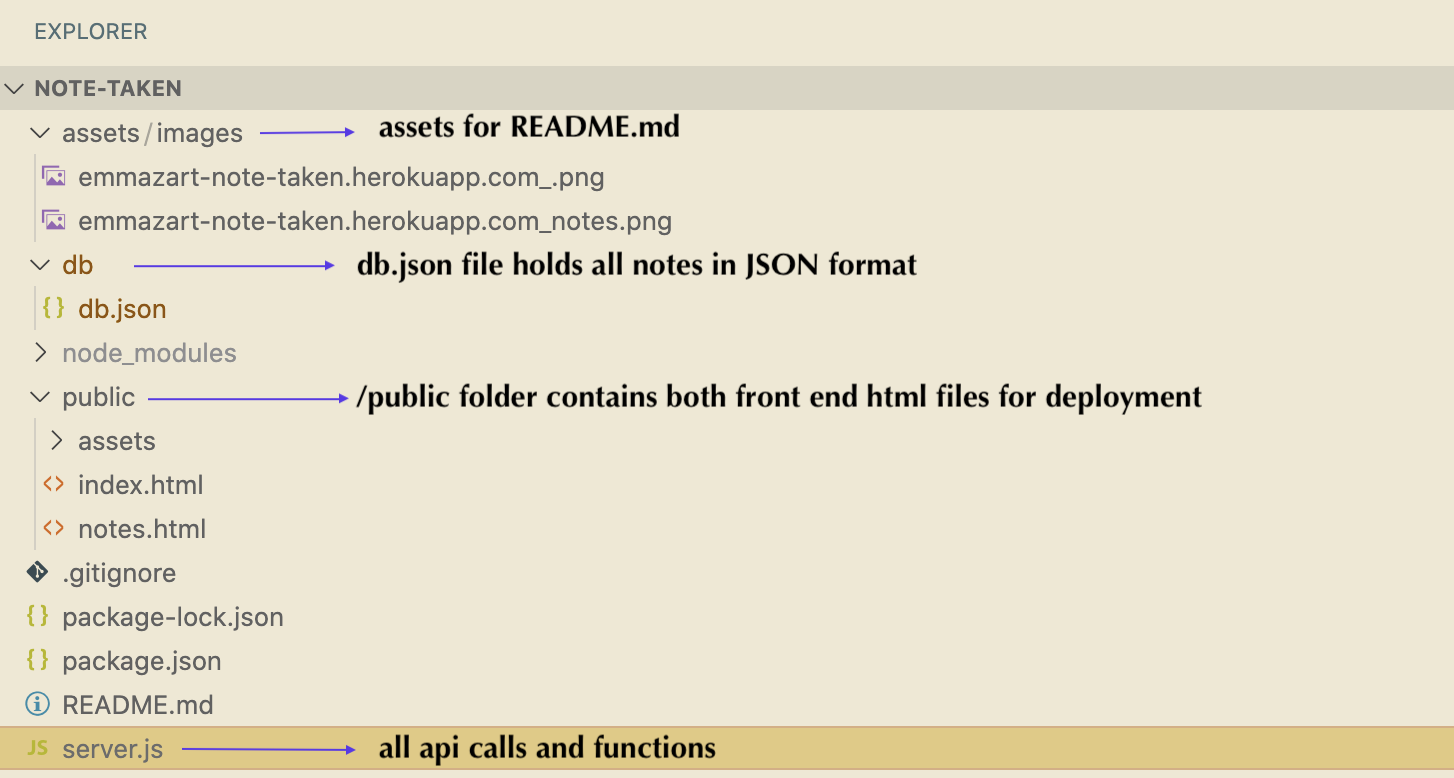 EXPLORER
NOTE-TAKEN
assets/images assets for README.md
emmazart-note-taken.herokuapp.com_.png
emmazart-note-taken.herokuapp.com_notes.png
db db.json file holds all notes in JSON format
{} db.json
node_modules
public /public folder contains both front end html files for deployment
assets
<> index.html
<> notes.html
.gitignore
{} package-lock.json
{} package.json
README.md
JS server.js all api calls and functions